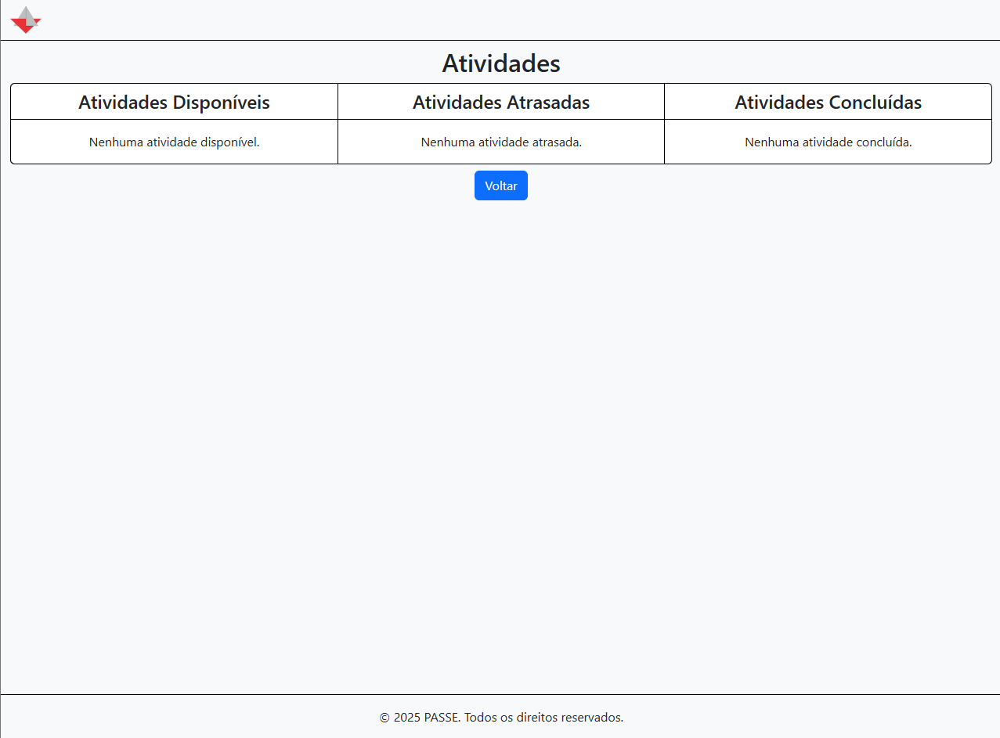 Atividades
Atividades Disponíveis
Atividades Atrasadas
Atividades Concluídas
Nenhuma atividade disponível.
Nenhuma atividade atrasada.
Nenhuma atividade concluída.
Voltar
© 2025 PASSE. Todos os direitos reservados.